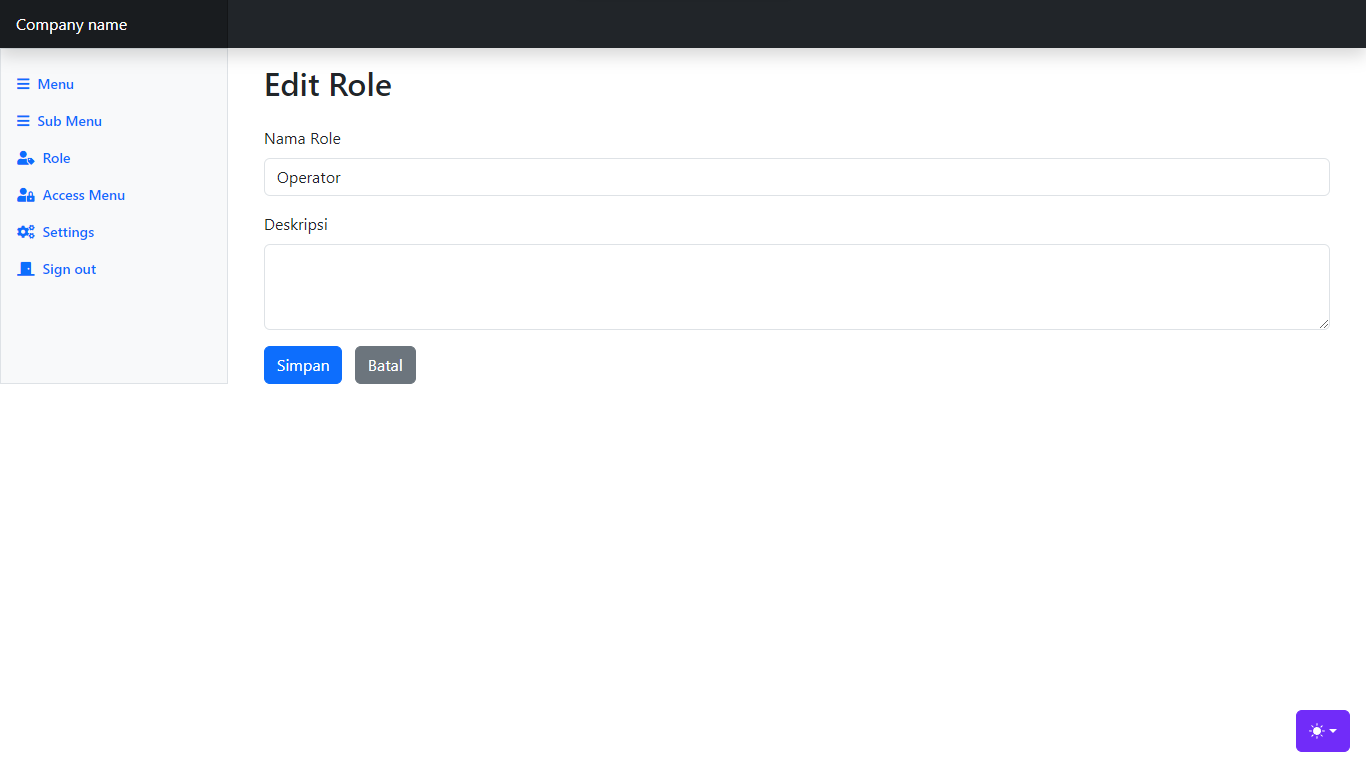 Company name
Menu
Sub Menu
Role
Access Menu
Settings
Sign out
Edit Role
Nama Role
Operator
Deskripsi
Simpan
Batal